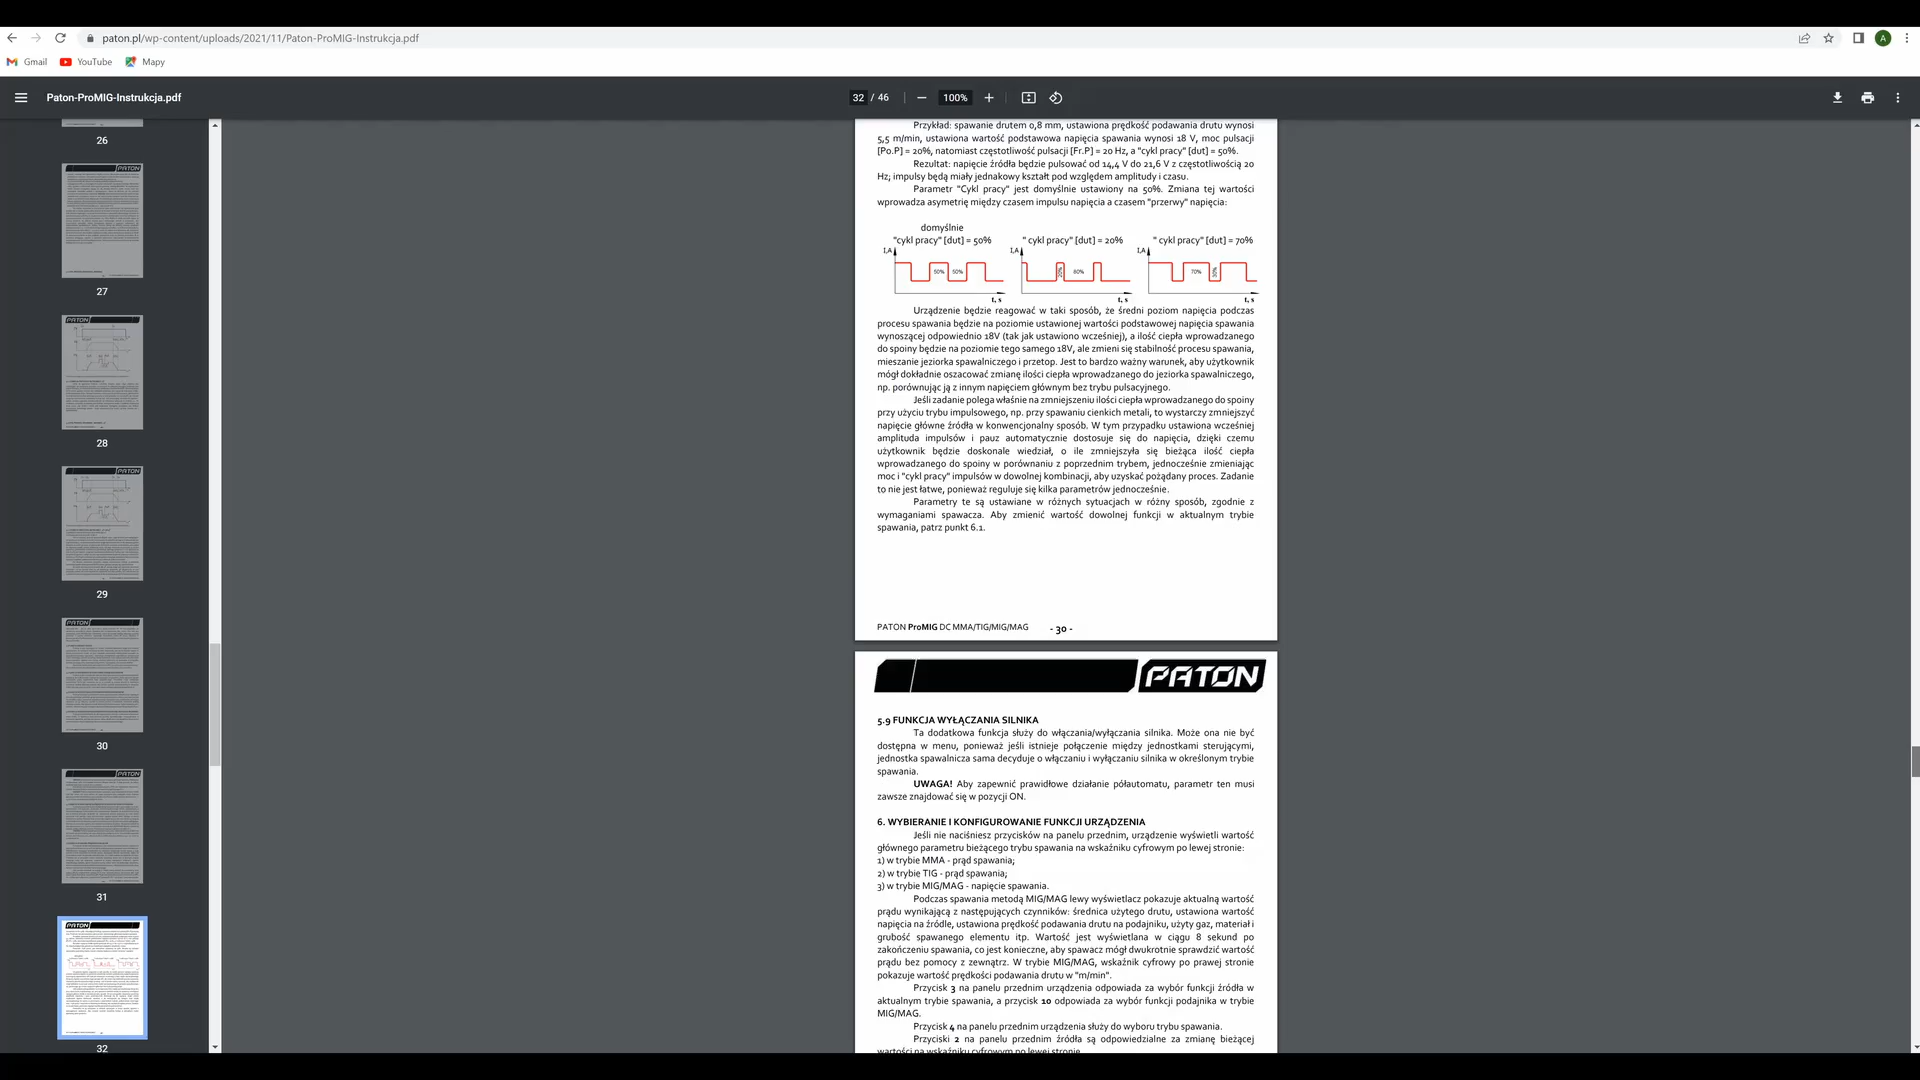 paton.pl/wp-content/uploads/2021/11/Paton-ProMIG-Instrukcja.pdf
A
Gmail
YouTube
Mapy
Paton-ProMIG-Instrukcja.pdf
32 / 46
100%
26
27
28
29
30
31
32
Przykład: spawanie drutem 0,8 mm, ustawiona prędkość podawania drutu wynosi
5,5 m/min, ustawiona wartość podstawowa napięcia spawania wynosi 18 V, moc pulsacji
[Po.P] = 20%, natomiast częstotliwość pulsacji [Fr.P] = 20 Hz, a "cykl pracy" [dut] = 50%.
Rezultat: napięcie źródła będzie pulsować od 14,4 V do 21,6 V z częstotliwością 20
Hz; impulsy będą miały jednakowy kształt pod względem amplitudy i czasu.
Parametr "Cykl pracy" jest domyślnie ustawiony na 50%. Zmiana tej wartości
wprowadza asymetrię między czasem impulsu napięcia a czasem "przerwy" napięcia:
domyślnie
"cykl pracy" [dut] = 50%
" cykl pracy" [dut] = 20%
" cykl pracy" [dut] = 70%
I,A
50%
50%
t, s
I,A
20%
80%
t, s
I,A
70%
30%
t, s
Urządzenie będzie reagować w taki sposób, że średni poziom napięcia podczas
procesu spawania będzie na poziomie ustawionej wartości podstawowej napięcia spawania
wynoszącej odpowiednio 18V (tak jak ustawiono wcześniej), a ilość ciepła wprowadzanego
do spoiny będzie na poziomie tego samego 18V, ale zmieni się stabilność procesu spawania,
mieszanie jeziorka spawalniczego i przetop. Jest to bardzo ważny warunek, aby użytkownik
mógł dokładnie oszacować zmianę ilości ciepła wprowadzanego do jeziorka spawalniczego,
np. porównując ją z innym napięciem głównym bez trybu pulsacyjnego.
Jeśli zadanie polega właśnie na zmniejszeniu ilości ciepła wprowadzanego do spoiny
przy użyciu trybu impulsowego, np. przy spawaniu cienkich metali, to wystarczy zmniejszyć
napięcie główne źródła w konwencjonalny sposób. W tym przypadku ustawiona wcześniej
amplituda impulsów i pauz automatycznie dostosuje się do napięcia, dzięki czemu
użytkownik będzie doskonale wiedział, o ile zmniejszyła się bieżąca ilość ciepła
wprowadzanego do spoiny w porównaniu z poprzednim trybem, jednocześnie zmieniając
moc i "cykl pracy" impulsów w dowolnej kombinacji, aby uzyskać pożądany proces. Zadanie
to nie jest łatwe, ponieważ reguluje się kilka parametrów jednocześnie.
Parametry te są ustawiane w różnych sytuacjach w różny sposób, zgodnie z
wymaganiami spawacza. Aby zmienić wartość dowolnej funkcji w aktualnym trybie
spawania, patrz punkt 6.1.
PATON ProMIG DC MMA/TIG/MIG/MAG
- 30 -
PATON
5.9 FUNKCJA WYŁĄCZANIA SILNIKA
Ta dodatkowa funkcja służy do włączania/wyłączania silnika. Może ona nie być
dostępna w menu, ponieważ jeśli istnieje połączenie między jednostkami sterującymi,
jednostka spawalnicza sama decyduje o włączaniu i wyłączaniu silnika w określonym trybie
spawania.
UWAGA! Aby zapewnić prawidłowe działanie półautomatu, parametr ten musi
zawsze znajdować się w pozycji ON.
6. WYBIERANIE I KONFIGUROWANIE FUNKCJI URZĄDZENIA
Jeśli nie naciśniesz przycisków na panelu przednim, urządzenie wyświetli wartość
głównego parametru bieżącego trybu spawania na wskaźniku cyfrowym po lewej stronie:
1) w trybie MMA - prąd spawania;
2) w trybie TIG - prąd spawania;
3) w trybie MIG/MAG - napięcie spawania.
Podczas spawania metodą MIG/MAG lewy wyświetlacz pokazuje aktualną wartość
prądu wynikającą z następujących czynników: średnica użytego drutu, ustawiona wartość
napięcia na źródle, ustawiona prędkość podawania drutu na podajniku, użyty gaz, materiał i
grubość spawanego elementu itp. Wartość jest wyświetlana w ciągu 8 sekund po
zakończeniu spawania, co jest konieczne, aby spawacz mógł dwukrotnie sprawdzić wartość
prądu bez pomocy z zewnątrz. W trybie MIG/MAG, wskaźnik cyfrowy po prawej stronie
pokazuje wartość prędkości podawania drutu w "m/min".
Przycisk 3 na panelu przednim urządzenia odpowiada za wybór funkcji źródła w
aktualnym trybie spawania, a przycisk 10 odpowiada za wybór funkcji podajnika w trybie
MIG/MAG.
Przycisk 4 na panelu przednim urządzenia służy do wyboru trybu spawania.
Przyciski 2 na panelu przednim źródła są odpowiedzialne za zmianę bieżącej
wartości na wskaźniku cyfrowym po lewej stronie.